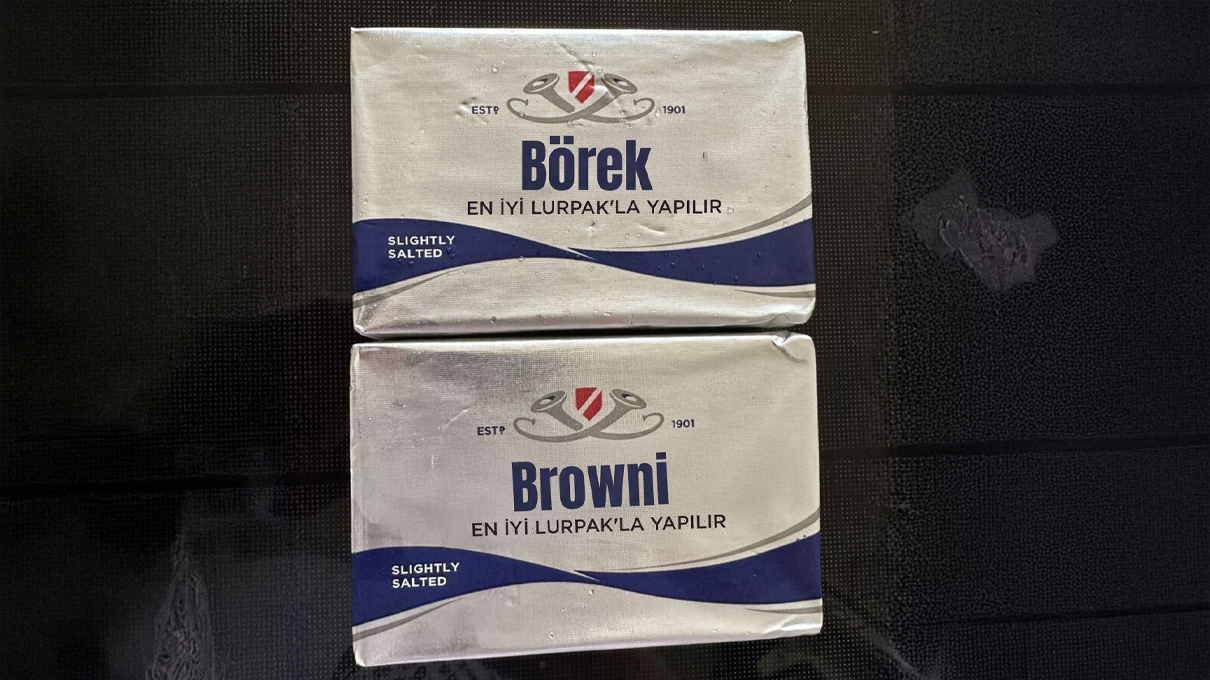 ESTD 1901
Börek
EN İYİ LURPAK'LA YAPILIR
SLIGHTLY
SALTED
ESTD 1901
Browni
EN İYİ LURPAK'LA YAPILIR
SLIGHTLY
SALTED